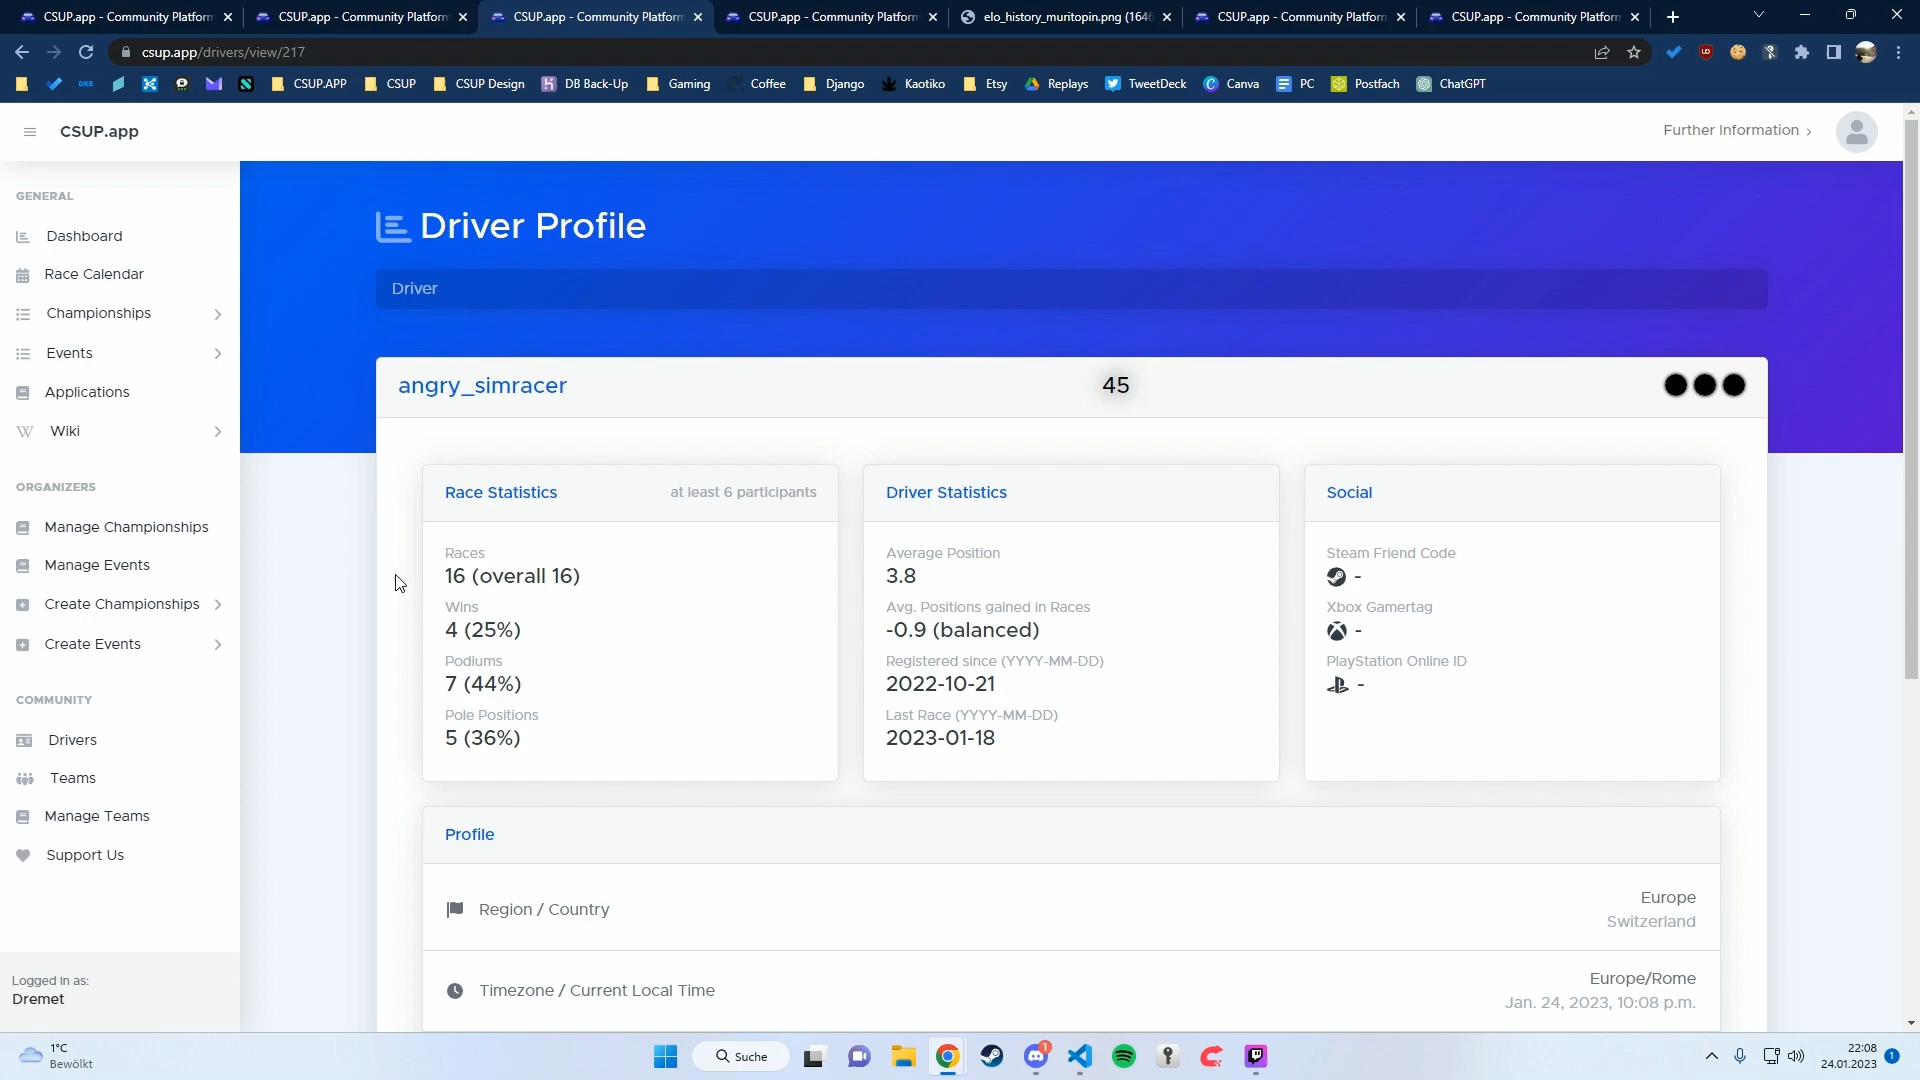 CSUP.app - Community Platform
CSUP.app - Community Platform
CSUP.app - Community Platform
CSUP.app - Community Platform
elo_history_muritopin.png (1646
CSUP.app - Community Platform
CSUP.app - Community Platform
csup.app/drivers/view/217
DKB
CSUP.APP
CSUP
CSUP Design
DB Back-Up
Gaming
Coffee
Django
Kaotiko
Etsy
Replays
TweetDeck
Canva
PC
Postfach
ChatGPT
CSUP.app
Further Information
GENERAL
Dashboard
Race Calendar
Championships
Events
Applications
Wiki
ORGANIZERS
Manage Championships
Manage Events
Create Championships
Create Events
COMMUNITY
Drivers
Teams
Manage Teams
Support Us
Logged in as:
Dremet
Driver Profile
Driver
angry_simracer
45
Race Statistics
at least 6 participants
Races
16 (overall 16)
Wins
4 (25%)
Podiums
7 (44%)
Pole Positions
5 (36%)
Driver Statistics
Average Position
3.8
Avg. Positions gained in Races
-0.9 (balanced)
Registered since (YYYY-MM-DD)
2022-10-21
Last Race (YYYY-MM-DD)
2023-01-18
Social
Steam Friend Code
-
Xbox Gamertag
-
PlayStation Online ID
-
Profile
Region / Country
Europe
Switzerland
Timezone / Current Local Time
Europe/Rome
Jan. 24, 2023, 10:08 p.m.
1°C
Bewölkt
Suche
1
22:08
24.01.2023
1